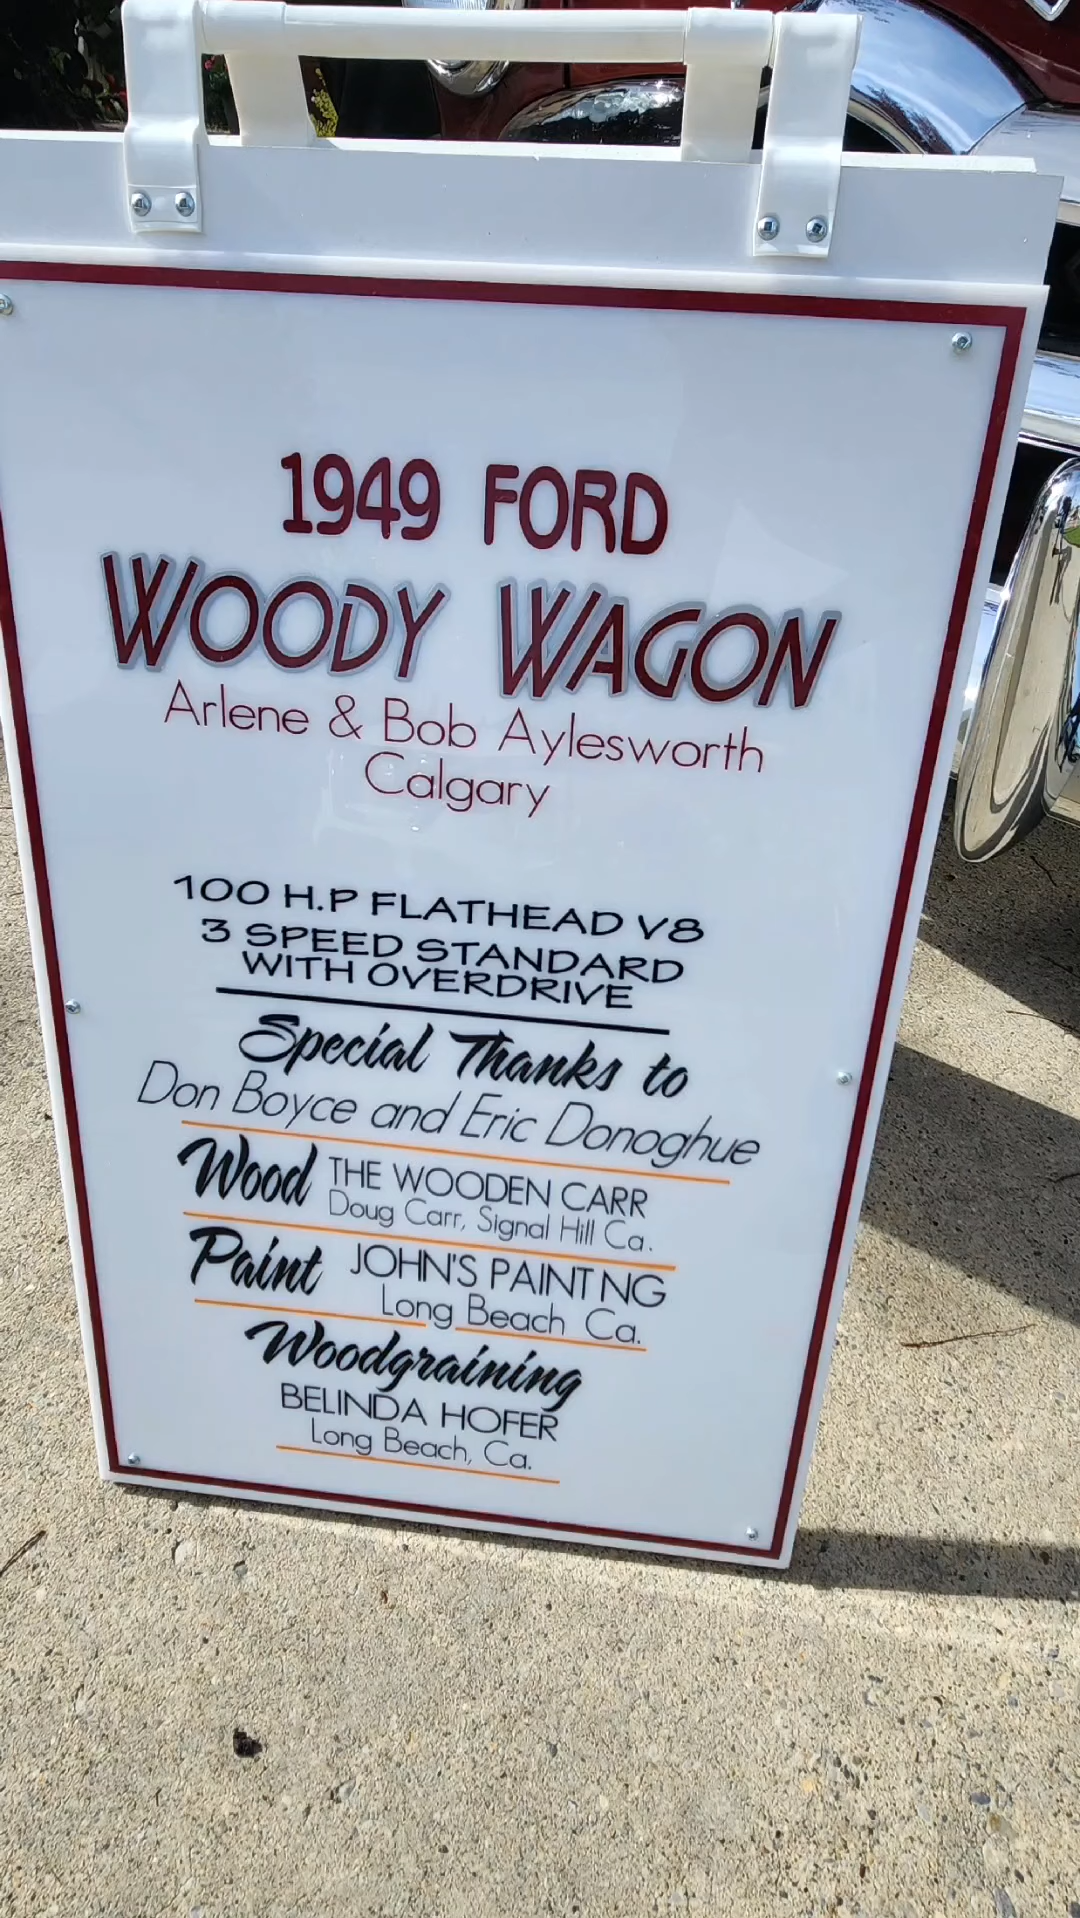 1949 FORD
WOODY WAGON
Arlene & Bob Aylesworth
Calgary
100 H.P FLATHEAD V8
3 SPEED STANDARD
WITH OVERDRIVE
Special Thanks to
Don Boyce and Eric Donoghue
Wood THE WOODEN CARR
Doug Carr, Signal Hill Ca.
Paint JOHN'S PAINT NG
Long Beach Ca.
Woodgraining
BELINDA HOFER
Long Beach, Ca.